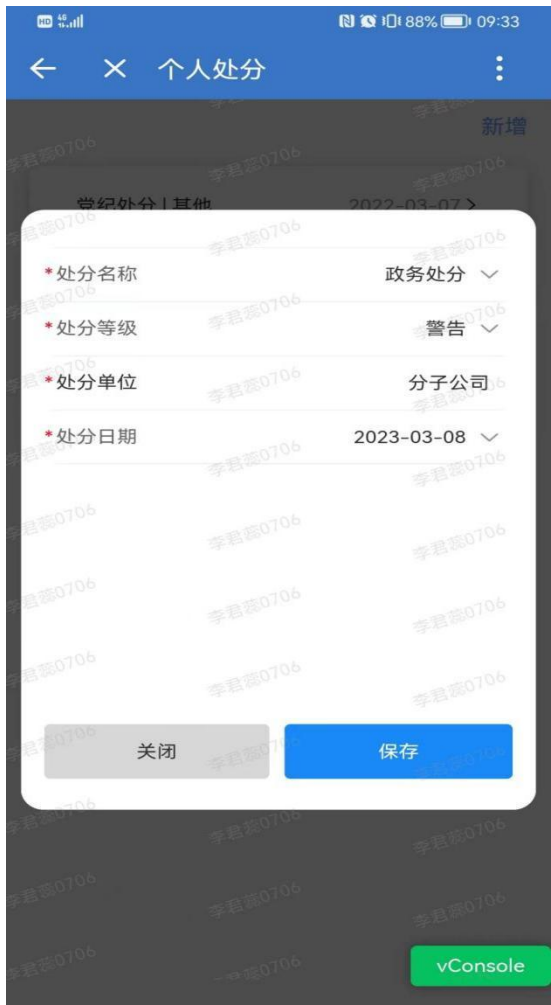 HD 4G 88% 09:33
个人处分
新增
党纪处分 | 其他 2022-03-07 >
*处分名称 政务处分
*处分等级 警告
*处分单位 分子公司
*处分日期 2023-03-08
关闭 保存
vConsole
李君蕊0706